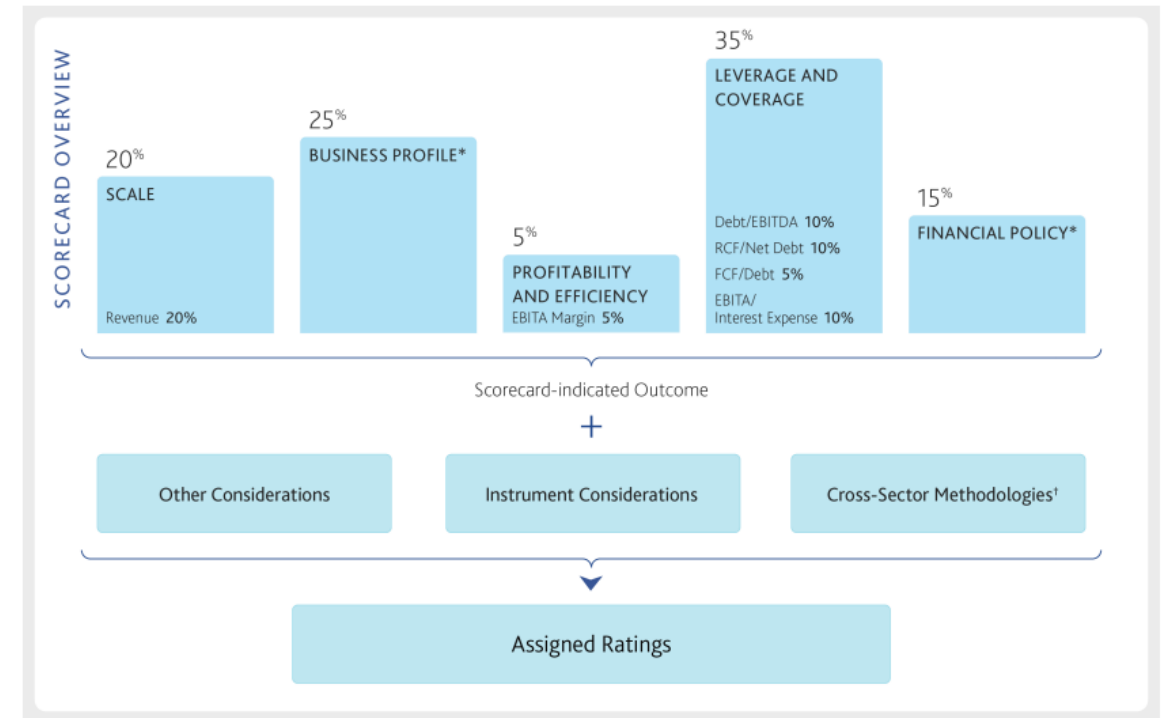 SCORECARD OVERVIEW
20%
SCALE
Revenue 20%
25%
BUSINESS PROFILE*
5%
PROFITABILITY
AND EFFICIENCY
EBITA Margin 5%
35%
LEVERAGE AND
COVERAGE
Debt/EBITDA 10%
RCF/Net Debt 10%
FCF/Debt 5%
EBITA/
Interest Expense 10%
15%
FINANCIAL POLICY*
Scorecard-indicated Outcome
+
Other Considerations
Instrument Considerations
Cross-Sector Methodologies†
Assigned Ratings